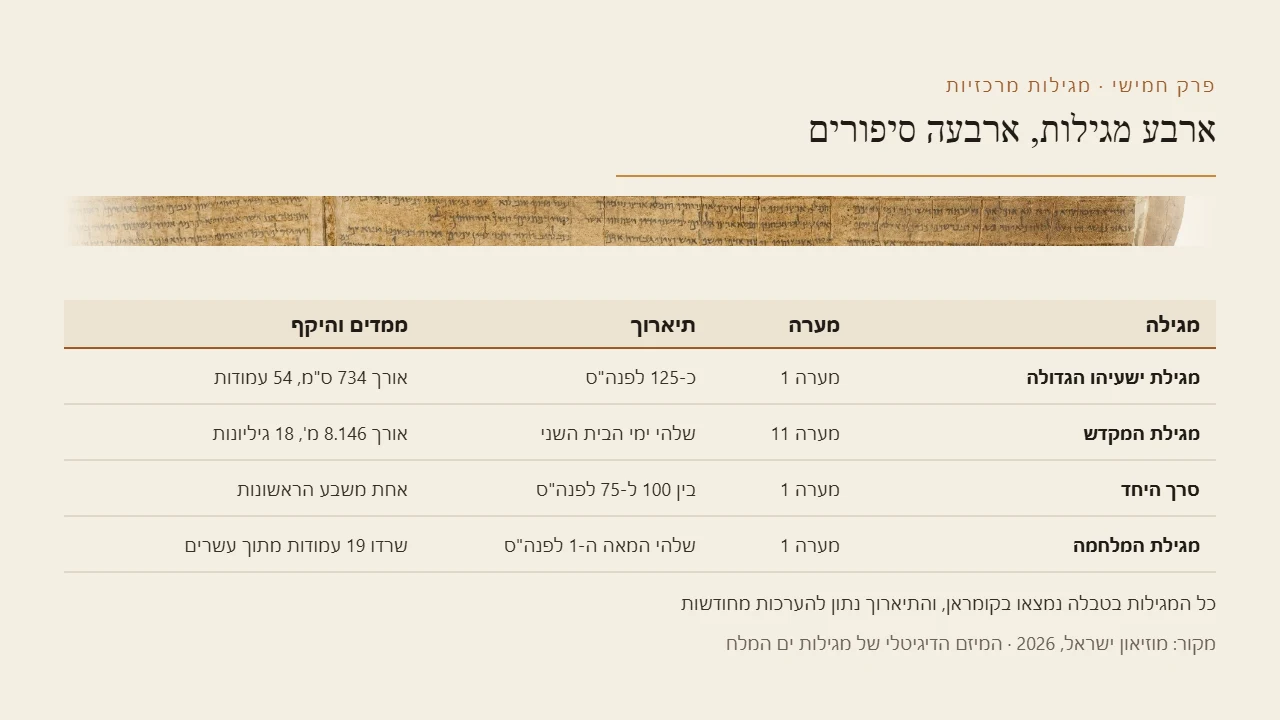 פרק חמישי · מגילות מרכזיות
ארבע מגילות, ארבעה סיפורים
מגילה מערה תיארוך ממדים והיקף
מגילת ישעיהו הגדולה מערה 1 כ-125 לפנה"ס אורך 734 ס"מ, 54 עמודות
מגילת המקדש מערה 11 שלהי ימי הבית השני אורך 8.146 מ', 18 גיליונות
סרך היחד מערה 1 בין 100 ל-75 לפנה"ס אחת משבע הראשונות
מגילת המלחמה מערה 1 שלהי המאה ה-1 לפנה"ס שרדו 19 עמודות מתוך עשרים
כל המגילות בטבלה נמצאו בקומראן, והתיארוך נתון להערכות מחודשות
מקור: מוזיאון ישראל, 2026 · המיזם הדיגיטלי של מגילות ים המלח